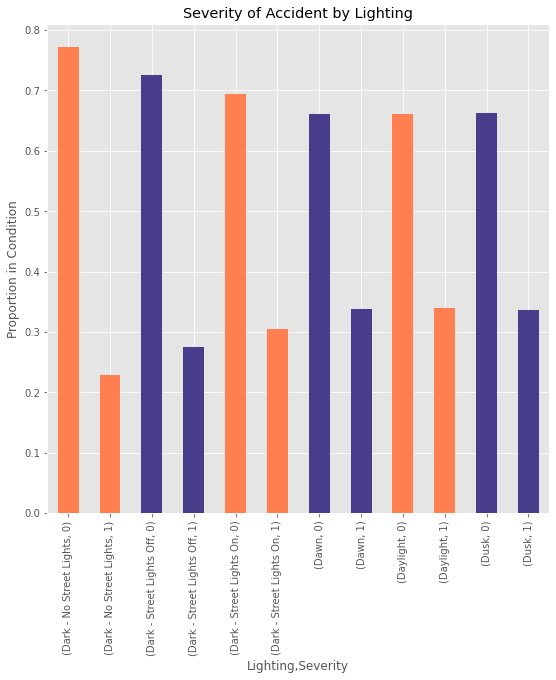 Severity of Accident by Lighting
Proportion in Condition
0.8
0.7
0.6
0.5
0.4
0.3
0.2
0.1
0.0
(Dark - No Street Lights, 0)
(Dark - No Street Lights, 1)
(Dark - Street Lights Off, 0)
(Dark - Street Lights Off, 1)
(Dark - Street Lights On, 0)
(Dark - Street Lights On, 1)
(Dawn, 0)
(Dawn, 1)
(Daylight, 0)
(Daylight, 1)
(Dusk, 0)
(Dusk, 1)
Lighting,Severity